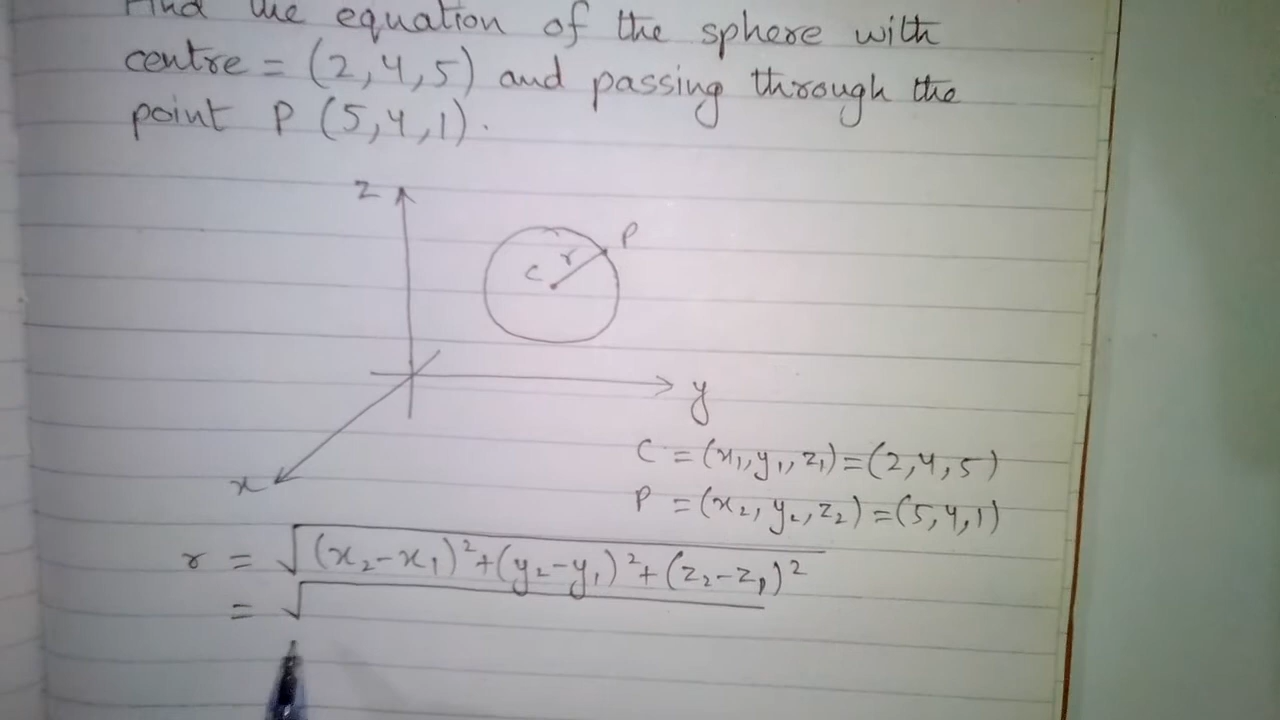 Find the equation of the sphere with
centre = (2,4,5) and passing through the
point P (5,4,1).
z
P
r
C
y
x
C = (x₁,y₁,z₁)=(2,4,5)
P = (x₂,y₂,z₂)=(5,4,1)
r = √(x₂-x₁)²+(y₂-y₁)²+(z₂-z₁)²
= √